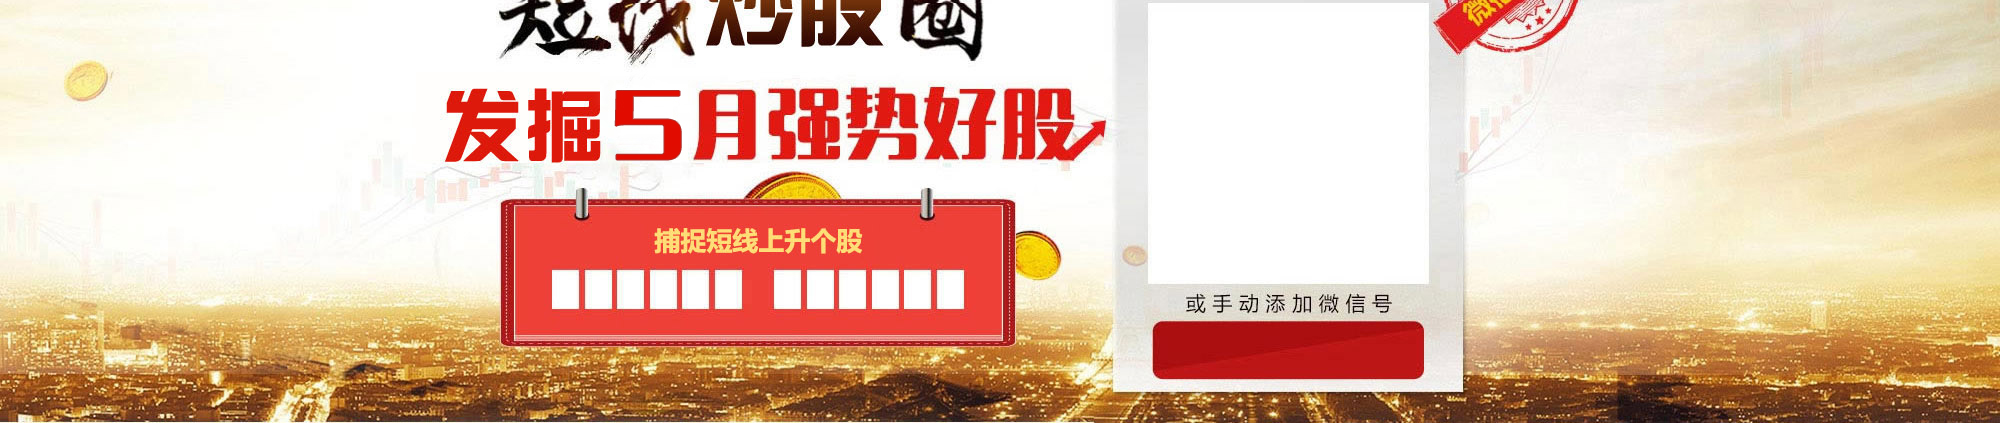 短线炒股圈
发掘5月强势好股
捕捉短线上升个股
或手动添加微信号